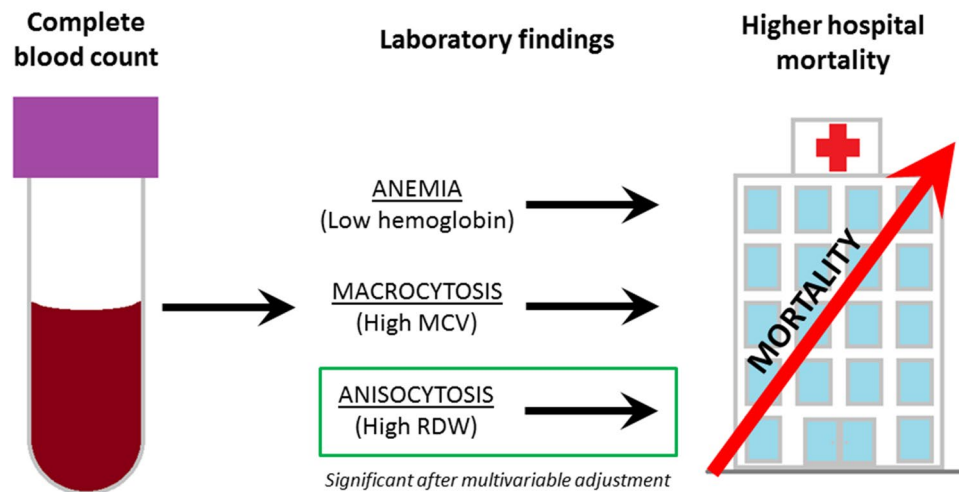 Complete
blood count
Laboratory findings
Higher hospital
mortality
ANEMIA
(Low hemoglobin)
MACROCYTOSIS
(High MCV)
ANISOCYTOSIS
(High RDW)
Significant after multivariable adjustment
MORTALITY